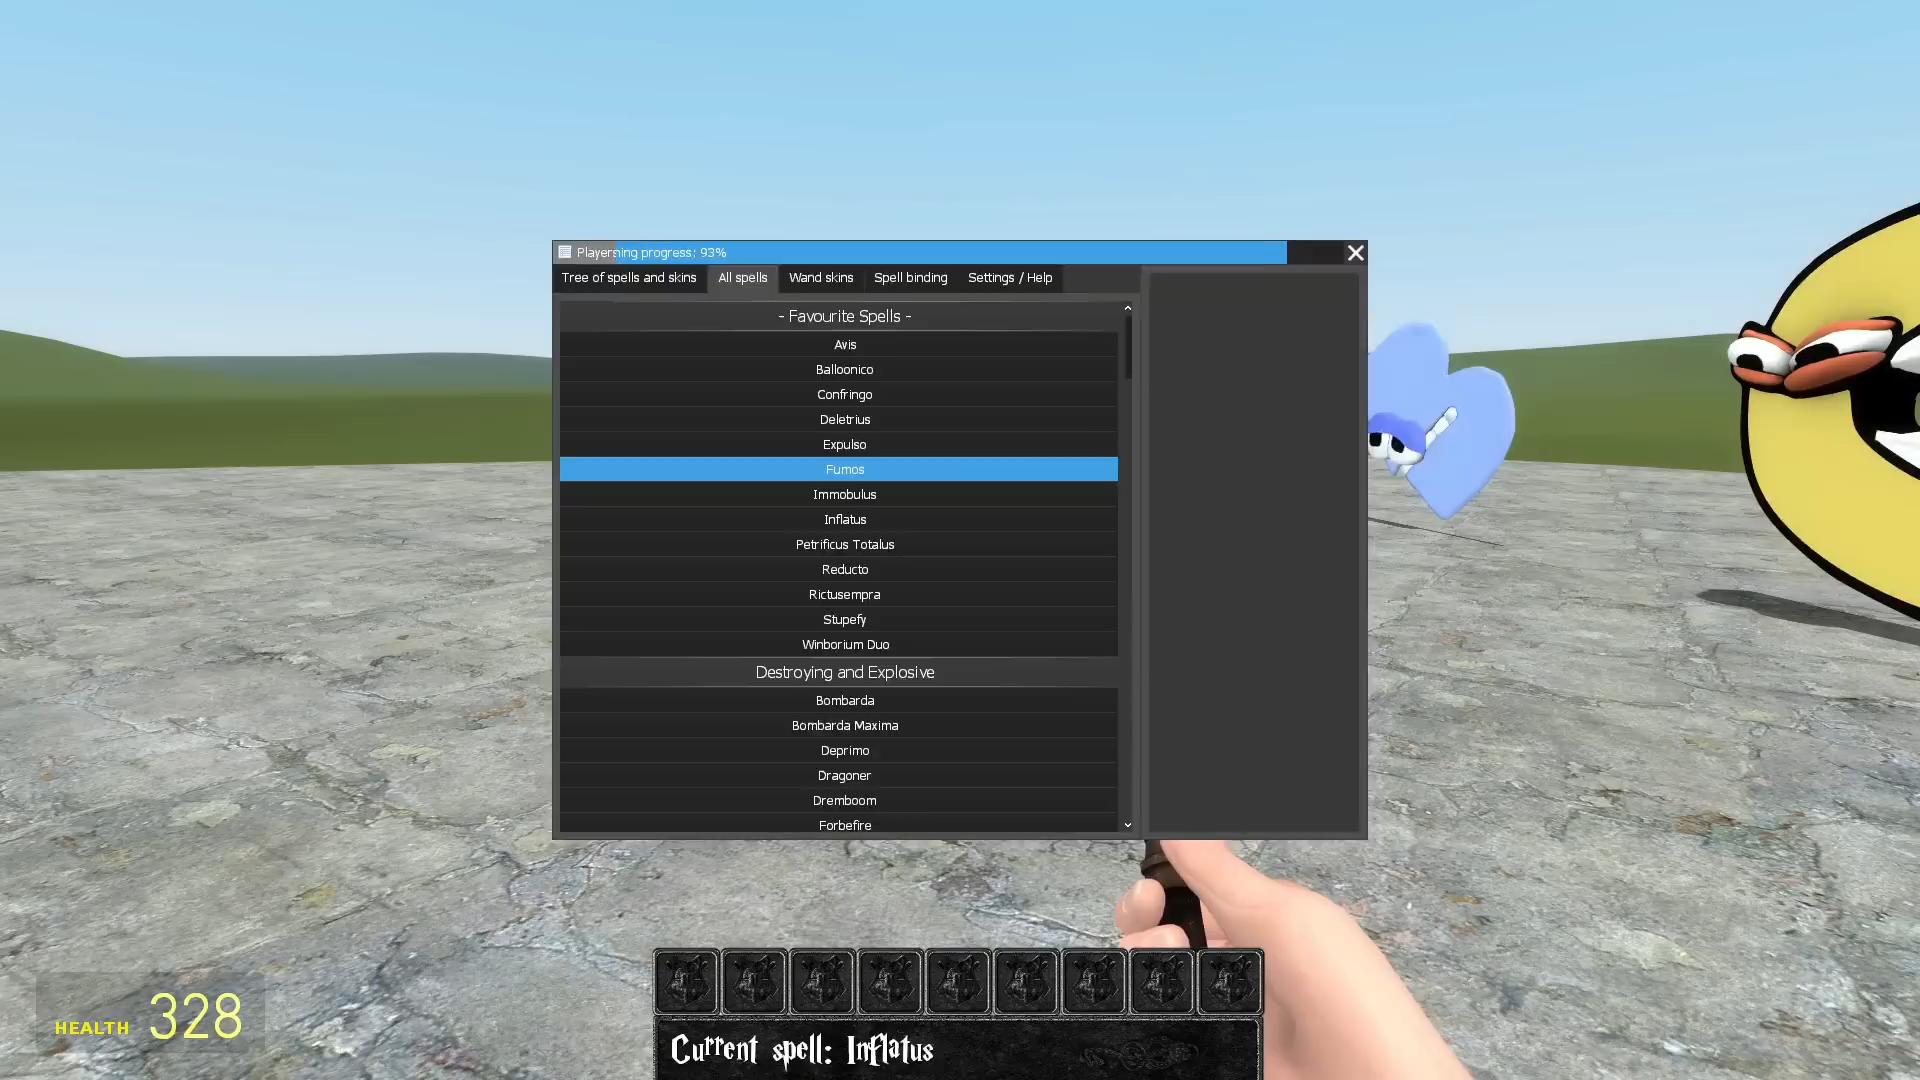 Playerning progress: 93%
Tree of spells and skins All spells Wand skins Spell binding Settings / Help
- Favourite Spells -
Avis
Balloonico
Confringo
Deletrius
Expulso
Fumos
Immobulus
Inflatus
Petrificus Totalus
Reducto
Rictusempra
Stupefy
Winborium Duo
Destroying and Explosive
Bombarda
Bombarda Maxima
Deprimo
Dragoner
Dremboom
Forbefire
HEALTH 328
Current spell: Inflatus